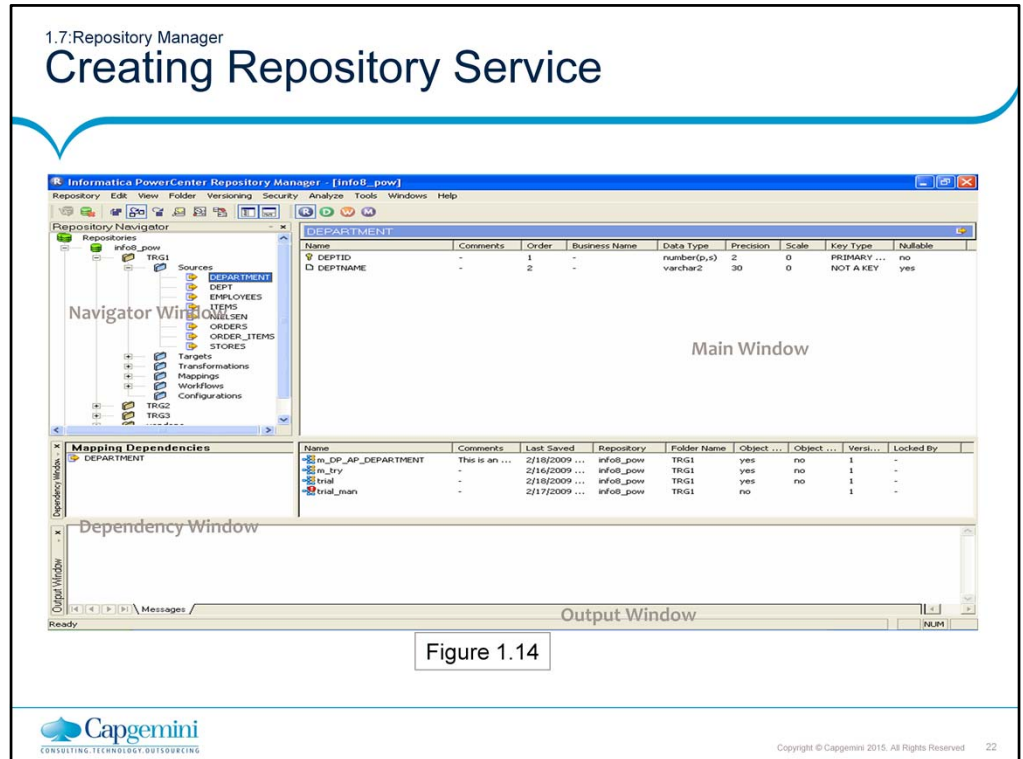 1.7:Repository Manager
Creating Repository Service
Informatica PowerCenter Repository Manager - [info8_pow]
Repository Edit View Folder Versioning Security Analyze Tools Windows Help
R D W M
Repository Navigator
Repositories
info8_pow
TRG1
Sources
DEPARTMENT
DEPT
EMPLOYEES
ITEMS
NIELSEN
ORDERS
ORDER_ITEMS
STORES
Targets
Transformations
Mappings
Workflows
Configurations
TRG2
TRG3
Navigator Window
DEPARTMENT
Name Comments Order Business Name Data Type Precision Scale Key Type Nullable
DEPTID - 1 - number(p,s) 2 0 PRIMARY ... no
DEPTNAME - 2 - varchar2 30 0 NOT A KEY yes
Main Window
Dependency Window
Mapping Dependencies
DEPARTMENT
Dependency Window
Name Comments Last Saved Repository Folder Name Object ... Object ... Versi... Locked By
m_DP_AP_DEPARTMENT This is an ... 2/18/2009 ... info8_pow TRG1 yes no 1 -
m_try - 2/16/2009 ... info8_pow TRG1 yes no 1 -
trial - 2/18/2009 ... info8_pow TRG1 yes no 1 -
trial_man - 2/17/2009 ... info8_pow TRG1 no 1 -
Output Window
Messages
Output Window
Ready
NUM
Figure 1.14
Capgemini
CONSULTING.TECHNOLOGY.OUTSOURCING
Copyright © Capgemini 2015. All Rights Reserved 22